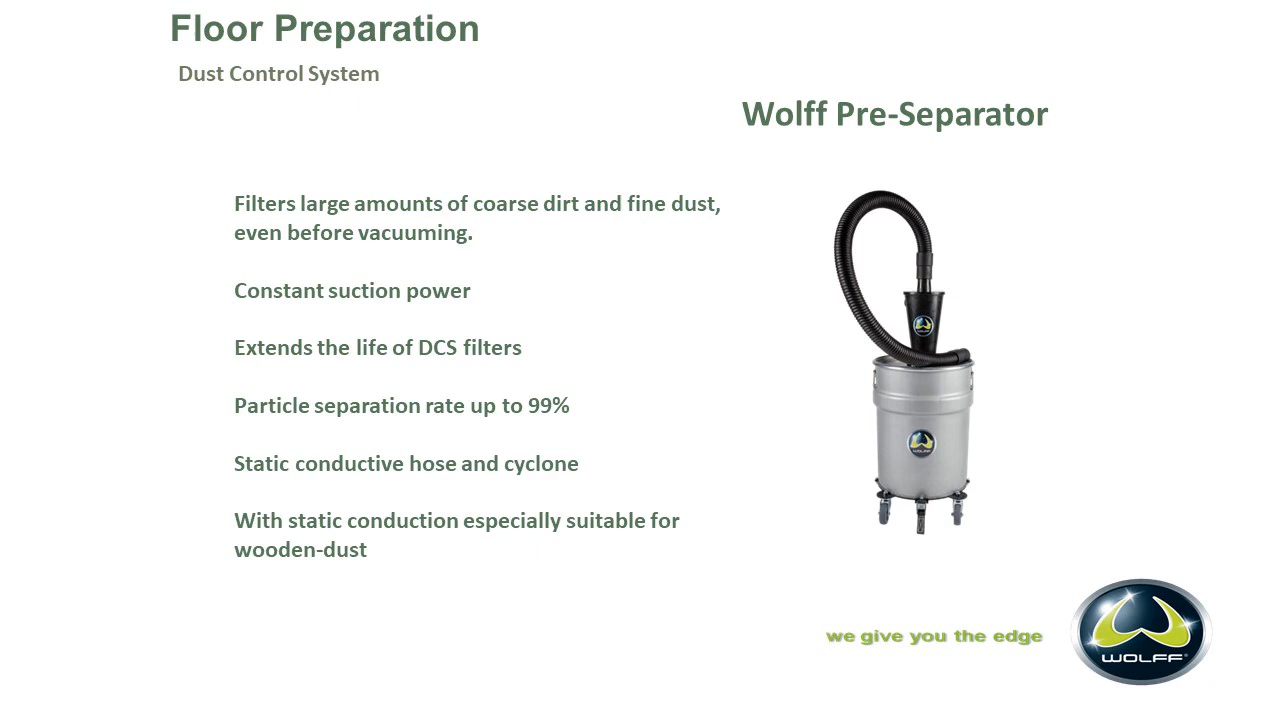 Floor Preparation
Dust Control System
Wolff Pre-Separator
Filters large amounts of coarse dirt and fine dust,
even before vacuuming.
Constant suction power
Extends the life of DCS filters
Particle separation rate up to 99%
Static conductive hose and cyclone
With static conduction especially suitable for
wooden-dust
WOLFF
WOLFF
we give you the edge
WOLFF®